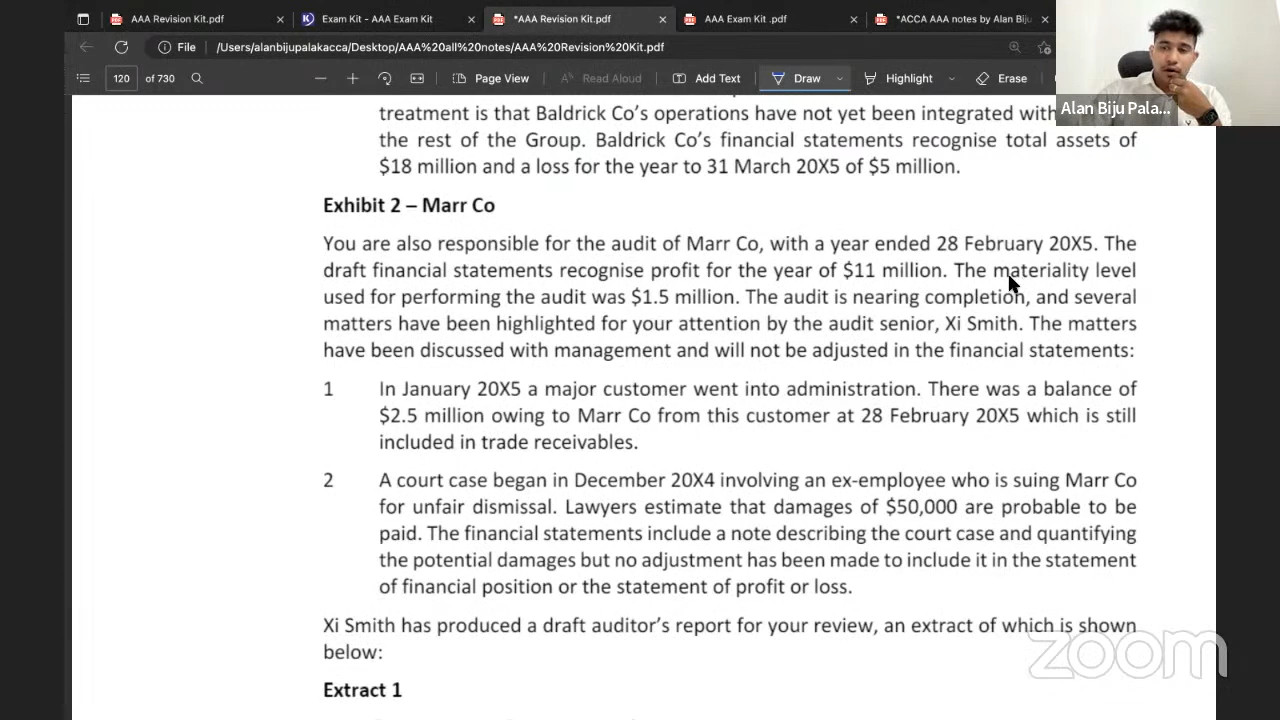 AAA Revision Kit.pdf
Exam Kit - AAA Exam Kit
*AAA Revision Kit.pdf
AAA Exam Kit .pdf
*ACCA AAA notes by Alan Biju
File /Users/alanbijupalakacca/Desktop/AAA%20all%20notes/AAA%20Revision%20Kit.pdf
120 of 730 Page View Read Aloud Add Text Draw Highlight Erase
Alan Biju Pala...
treatment is that Baldrick Co's operations have not yet been integrated with
the rest of the Group. Baldrick Co's financial statements recognise total assets of
$18 million and a loss for the year to 31 March 20X5 of $5 million.
Exhibit 2 – Marr Co
You are also responsible for the audit of Marr Co, with a year ended 28 February 20X5. The
draft financial statements recognise profit for the year of $11 million. The materiality level
used for performing the audit was $1.5 million. The audit is nearing completion, and several
matters have been highlighted for your attention by the audit senior, Xi Smith. The matters
have been discussed with management and will not be adjusted in the financial statements:
1 In January 20X5 a major customer went into administration. There was a balance of
$2.5 million owing to Marr Co from this customer at 28 February 20X5 which is still
included in trade receivables.
2 A court case began in December 20X4 involving an ex-employee who is suing Marr Co
for unfair dismissal. Lawyers estimate that damages of $50,000 are probable to be
paid. The financial statements include a note describing the court case and quantifying
the potential damages but no adjustment has been made to include it in the statement
of financial position or the statement of profit or loss.
Xi Smith has produced a draft auditor's report for your review, an extract of which is shown
below:
zoom
Extract 1